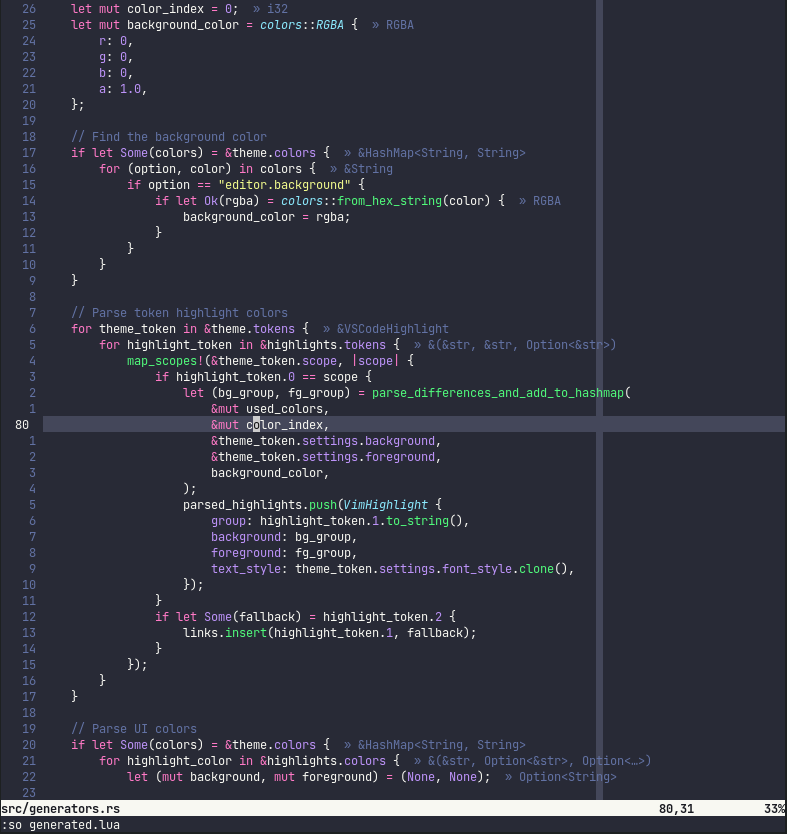 26 let mut color_index = 0; » i32
25 let mut background_color = colors::RGBA { » RGBA
24 r: 0,
23 g: 0,
22 b: 0,
21 a: 1.0,
20 };
19
18 // Find the background color
17 if let Some(colors) = &theme.colors { » &HashMap<String, String>
16 for (option, color) in colors { » &String
15 if option == "editor.background" {
14 if let Ok(rgba) = colors::from_hex_string(color) { » RGBA
13 background_color = rgba;
12 }
11 }
10 }
9 }
8
7 // Parse token highlight colors
6 for theme_token in &theme.tokens { » &VSCodeHighlight
5 for highlight_token in &highlights.tokens { » &(&str, &str, Option<&str>)
4 map_scopes!(&theme_token.scope, |scope| {
3 if highlight_token.0 == scope {
2 let (bg_group, fg_group) = parse_differences_and_add_to_hashmap(
1 &mut used_colors,
80 &mut color_index,
1 &theme_token.settings.background,
2 &theme_token.settings.foreground,
3 background_color,
4 );
5 parsed_highlights.push(VimHighlight {
6 group: highlight_token.1.to_string(),
7 background: bg_group,
8 foreground: fg_group,
9 text_style: theme_token.settings.font_style.clone(),
10 });
11 }
12 if let Some(fallback) = highlight_token.2 {
13 links.insert(highlight_token.1, fallback);
14 }
15 });
16 }
17 }
18
19 // Parse UI colors
20 if let Some(colors) = &theme.colors { » &HashMap<String, String>
21 for highlight_color in &highlights.colors { » &(&str, Option<&str>, Option<…>)
22 let (mut background, mut foreground) = (None, None); » Option<String>
23
src/generators.rs 80,31 33%
:so generated.lua